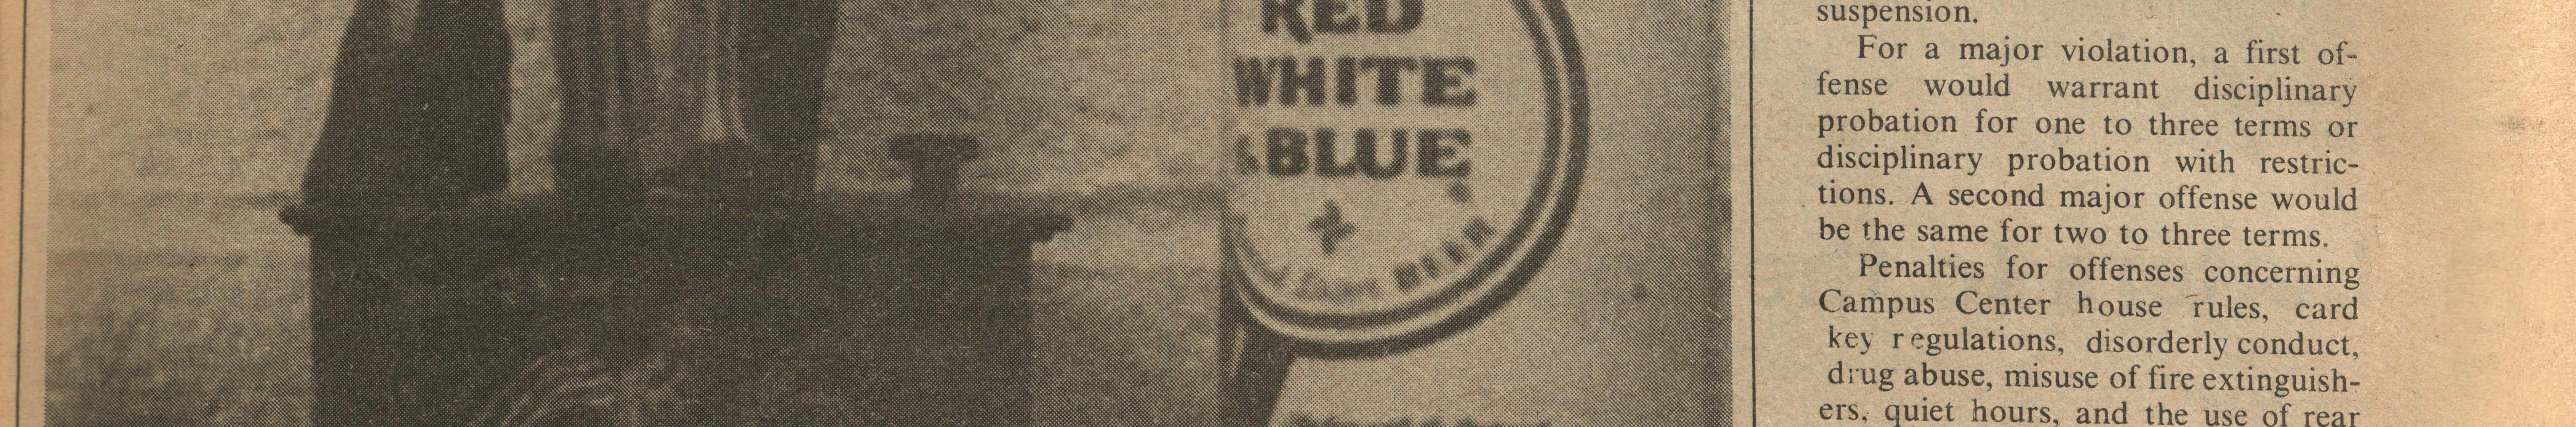 RED
WHITE
&BLUE
BEER
suspension.
For a major violation, a first of-
fense would warrant disciplinary
probation for one to three terms or
disciplinary probation with restric-
tions. A second major offense would
be the same for two to three terms.
Penalties for offenses concerning
Campus Center house rules, card
key regulations, disorderly conduct,
drug abuse, misuse of fire extinguish-
ers, quiet hours, and the use of rear